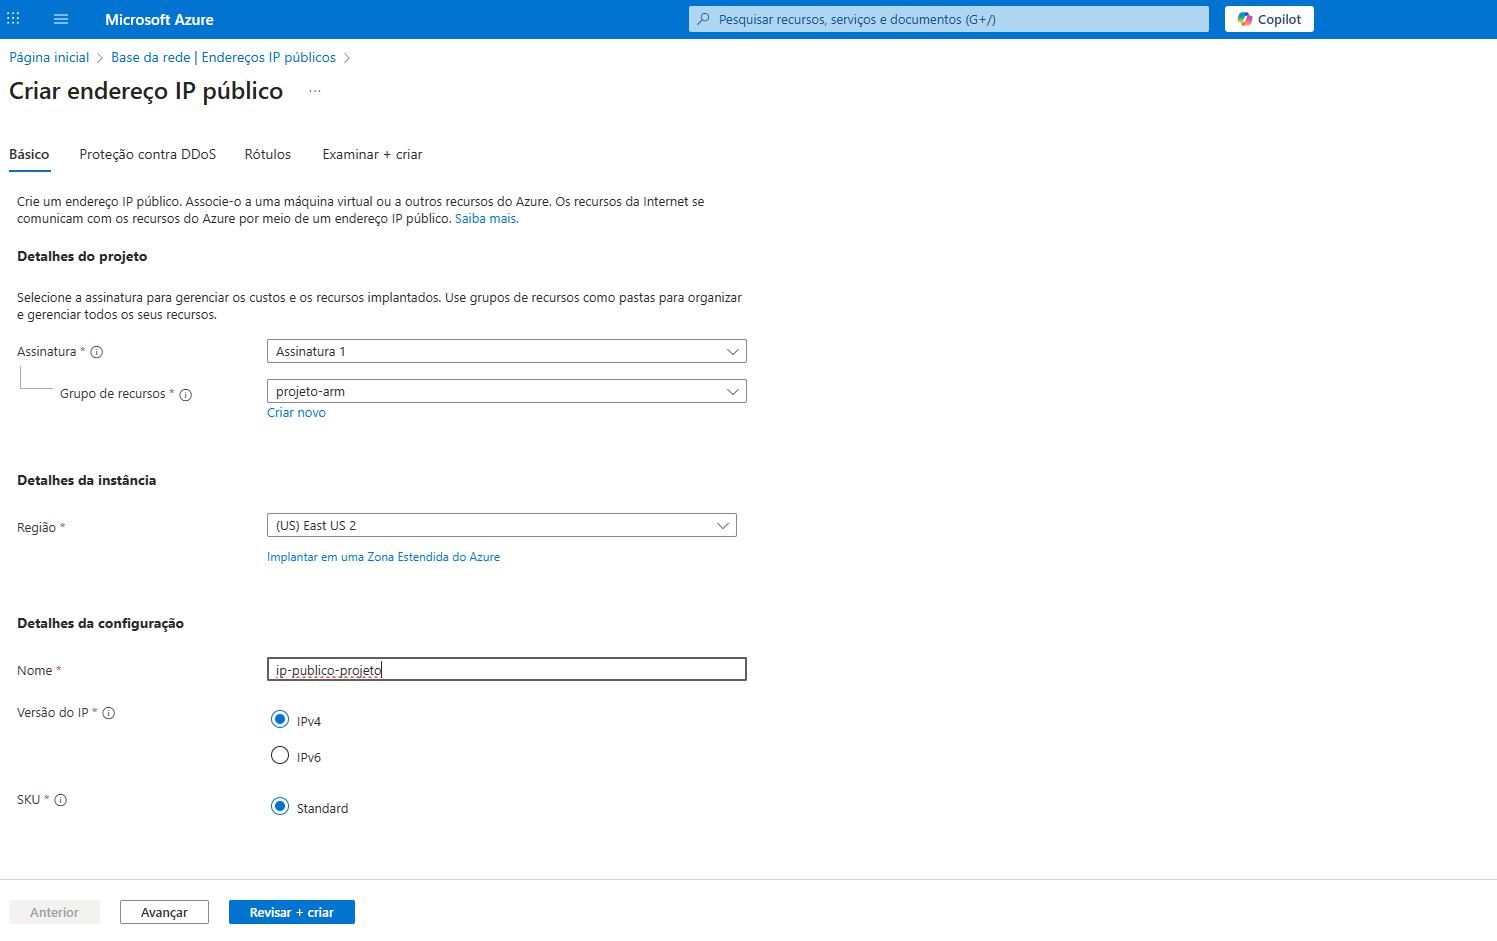 Microsoft Azure
Pesquisar recursos, serviços e documentos (G+/)
Copilot
Página inicial > Base da rede | Endereços IP públicos >
Criar endereço IP público ...
Básico Proteção contra DDoS Rótulos Examinar + criar
Crie um endereço IP público. Associe-o a uma máquina virtual ou a outros recursos do Azure. Os recursos da Internet se
comunicam com os recursos do Azure por meio de um endereço IP público. Saiba mais.
Detalhes do projeto
Selecione a assinatura para gerenciar os custos e os recursos implantados. Use grupos de recursos como pastas para organizar
e gerenciar todos os seus recursos.
Assinatura *
Assinatura 1
Grupo de recursos *
projeto-arm
Criar novo
Detalhes da instância
Região *
(US) East US 2
Implantar em uma Zona Estendida do Azure
Detalhes da configuração
Nome *
ip-publico-projeto
Versão do IP *
IPv4
IPv6
SKU *
Standard
Anterior
Avançar
Revisar + criar